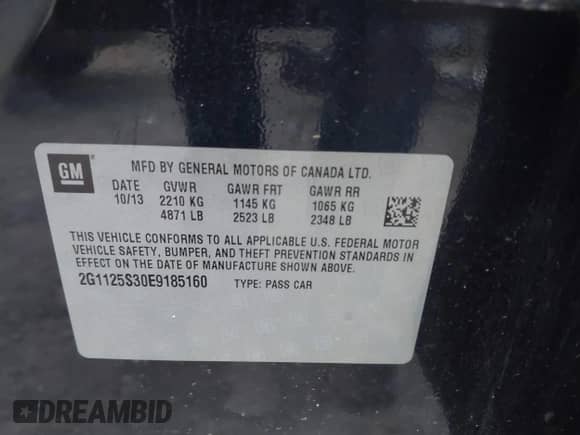 GM
MFD BY GENERAL MOTORS OF CANADA LTD.
DATE GVWR GAWR FRT GAWR RR
10/13 2210 KG 1145 KG 1065 KG
4871 LB 2523 LB 2348 LB
THIS VEHICLE CONFORMS TO ALL APPLICABLE U.S. FEDERAL MOTOR
VEHICLE SAFETY, BUMPER, AND THEFT PREVENTION STANDARDS IN
EFFECT ON THE DATE OF MANUFACTURE SHOWN ABOVE.
2G1125S30E9185160 TYPE: PASS CAR
DREAMBID